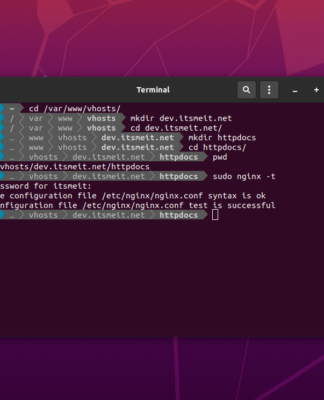 Terminal
~ cd /var/www/vhosts/
/ var www vhosts mkdir dev.itsmeit.net
/ var www vhosts cd dev.itsmeit.net/
… www vhosts dev.itsmeit.net mkdir httpdocs
… www vhosts dev.itsmeit.net cd httpdocs/
… vhosts dev.itsmeit.net httpdocs pwd
vhosts/dev.itsmeit.net/httpdocs
… vhosts dev.itsmeit.net httpdocs sudo nginx -t
ssword for itsmeit:
e configuration file /etc/nginx/nginx.conf syntax is ok
nfiguration file /etc/nginx/nginx.conf test is successful
… vhosts dev.itsmeit.net httpdocs